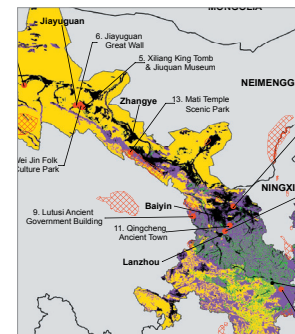 MONGOLIA
Jiayuguan
6. Jiayuguan
Great Wall
5. Xiliang King Tomb
& Jiuquan Museum
NEIMENGG
Zhangye
13. Mati Temple
Scenic Park
Wei Jin Folk
Culture Park
NINGXI
Baiyin
9. Lutusi Ancient
Government Building
11. Qingcheng
Ancient Town
Lanzhou